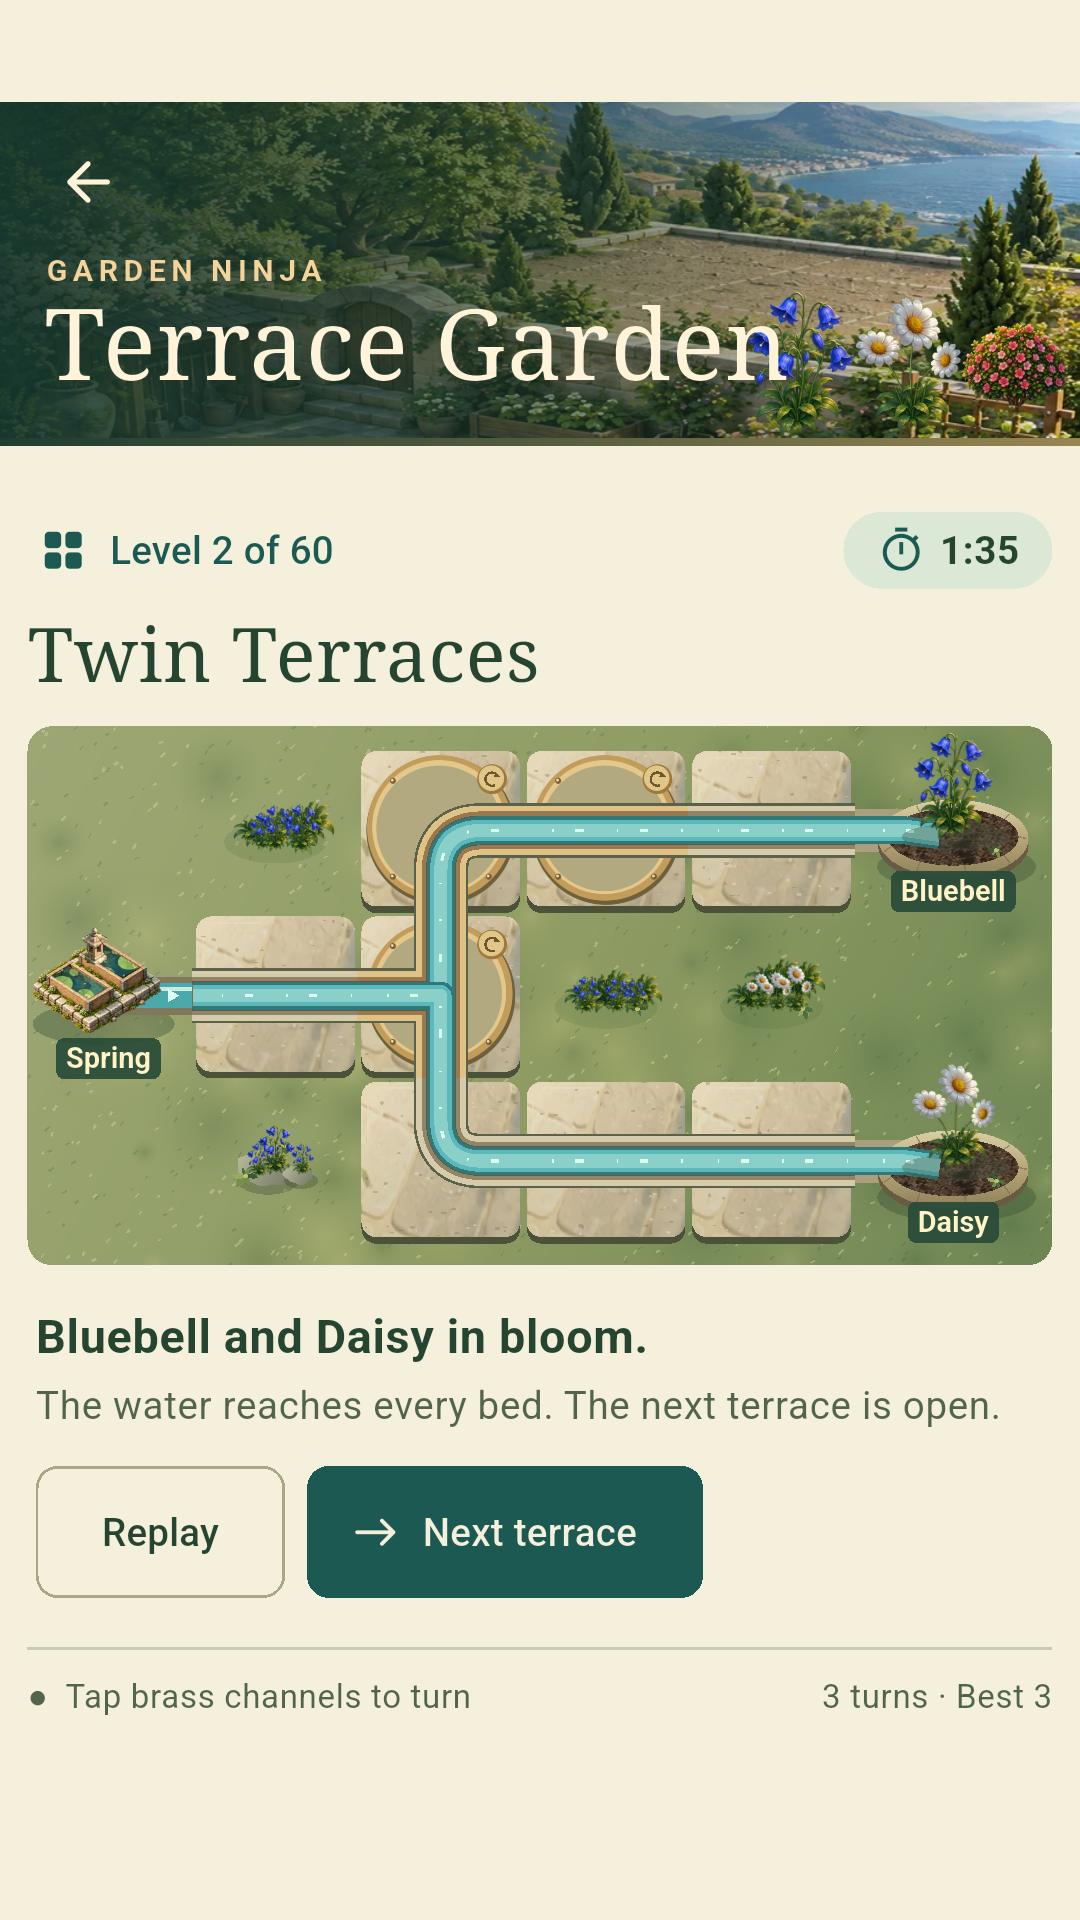 GARDEN NINJA
Terrace Garden
Level 2 of 60
1:35
Twin Terraces
Bluebell
Spring
Daisy
Bluebell and Daisy in bloom.
The water reaches every bed. The next terrace is open.
Replay
Next terrace
Tap brass channels to turn
3 turns · Best 3